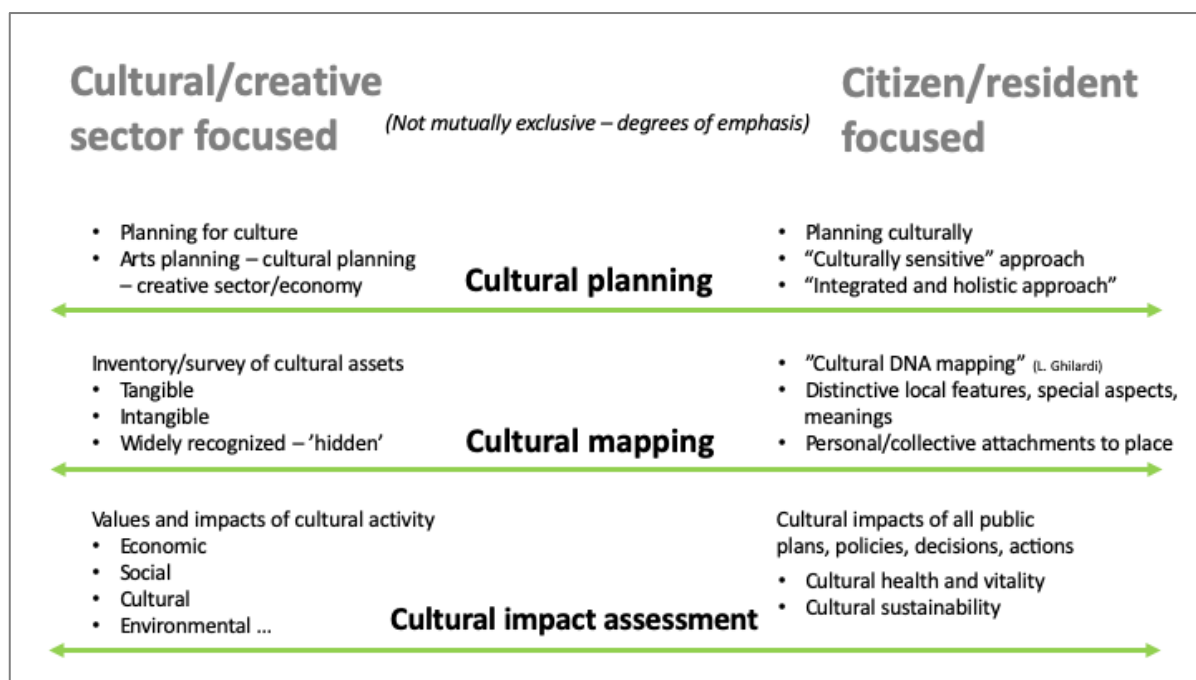 Cultural/creative
sector focused
(Not mutually exclusive – degrees of emphasis)
Citizen/resident
focused
• Planning for culture
• Arts planning – cultural planning
– creative sector/economy
Cultural planning
• Planning culturally
• “Culturally sensitive” approach
• “Integrated and holistic approach”
Inventory/survey of cultural assets
• Tangible
• Intangible
• Widely recognized – ’hidden’
Cultural mapping
• ”Cultural DNA mapping” (L. Ghilardi)
• Distinctive local features, special aspects,
meanings
• Personal/collective attachments to place
Values and impacts of cultural activity
• Economic
• Social
• Cultural
• Environmental ...
Cultural impact assessment
Cultural impacts of all public
plans, policies, decisions, actions
• Cultural health and vitality
• Cultural sustainability